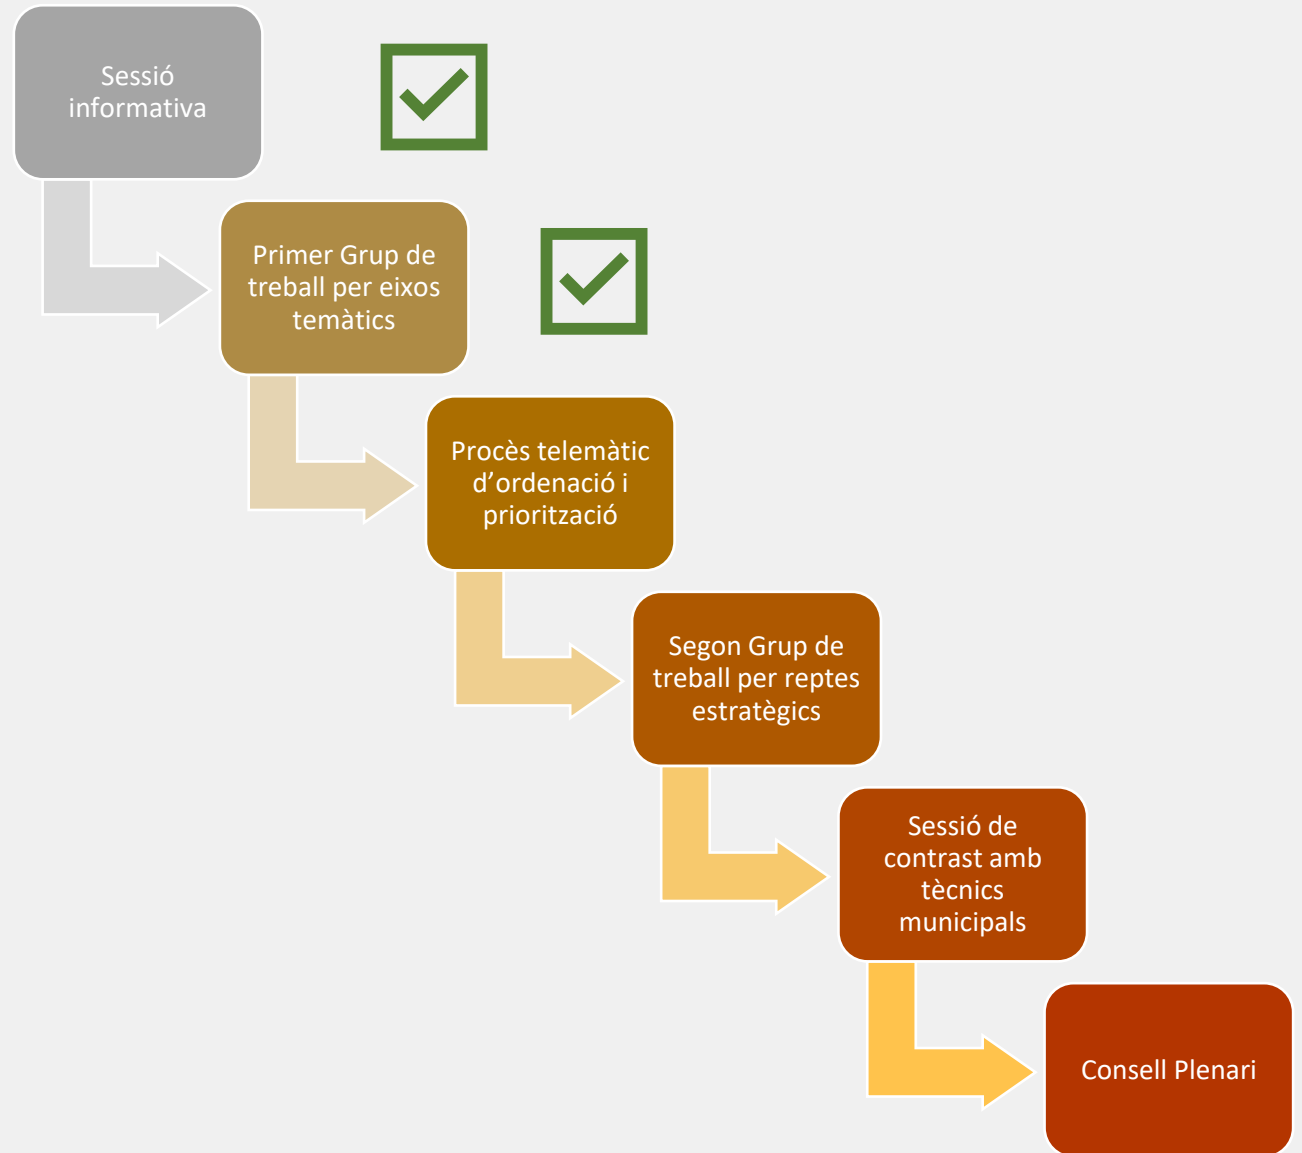 Sessió
informativa
Primer Grup de
treball per eixos
temàtics
Procès telemàtic
d’ordenació i
priorització
Segon Grup de
treball per reptes
estratègics
Sessió de
contrast amb
tècnics
municipals
Consell Plenari